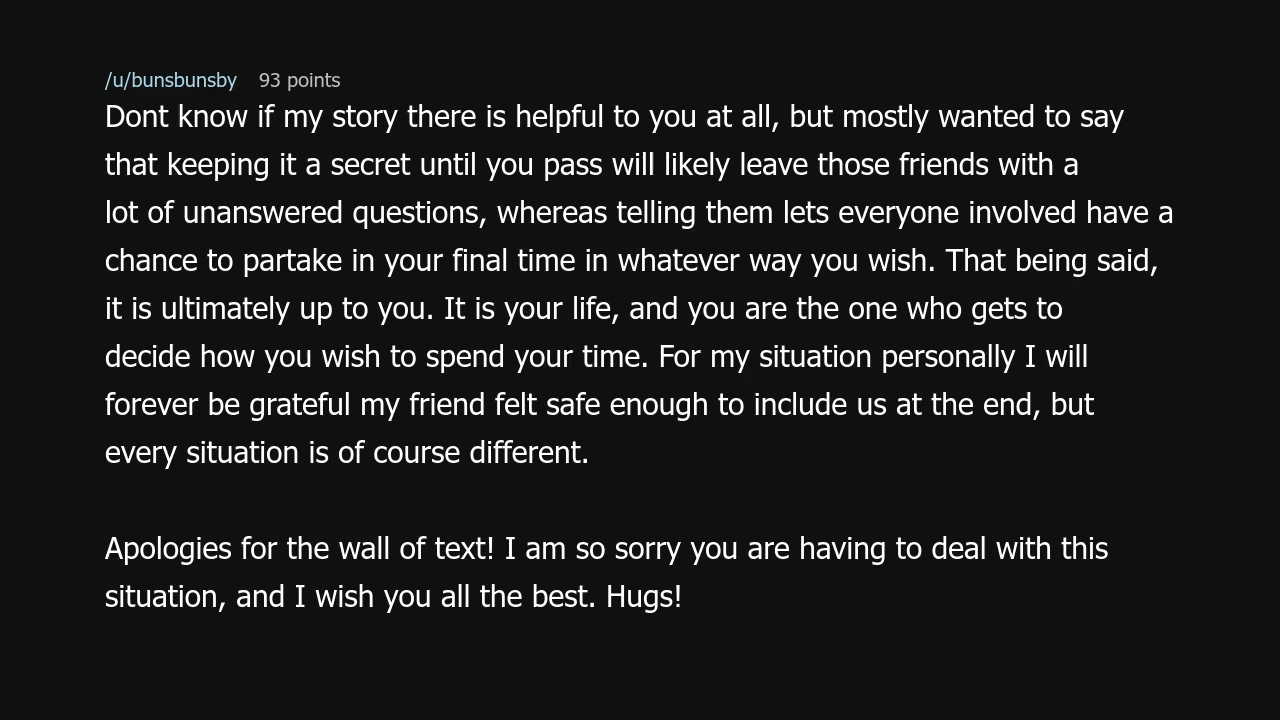 /u/bunsbunsby 93 points
Dont know if my story there is helpful to you at all, but mostly wanted to say
that keeping it a secret until you pass will likely leave those friends with a
lot of unanswered questions, whereas telling them lets everyone involved have a
chance to partake in your final time in whatever way you wish. That being said,
it is ultimately up to you. It is your life, and you are the one who gets to
decide how you wish to spend your time. For my situation personally I will
forever be grateful my friend felt safe enough to include us at the end, but
every situation is of course different.
Apologies for the wall of text! I am so sorry you are having to deal with this
situation, and I wish you all the best. Hugs!